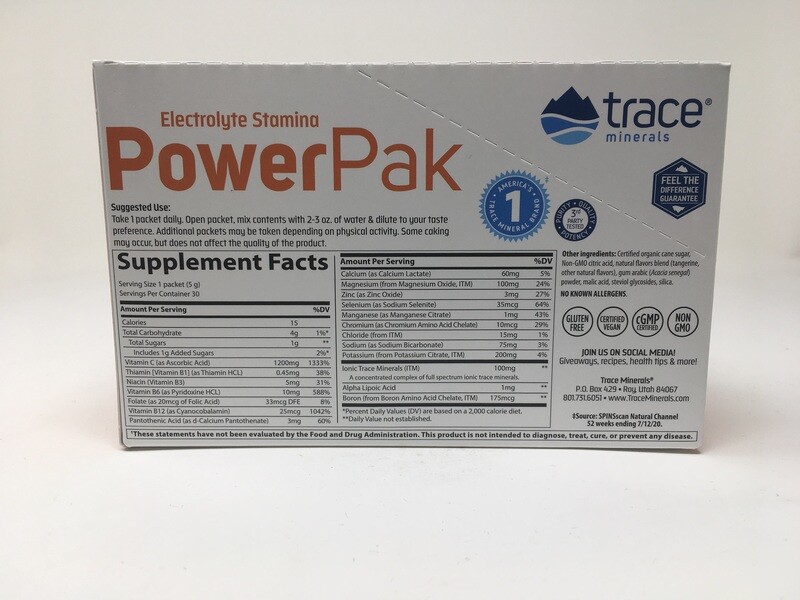 Electrolyte Stamina
PowerPak
trace®
minerals
Suggested Use:
Take 1 packet daily. Open packet, mix contents with 2-3 oz. of water & dilute to your taste
preference. Additional packets may be taken depending on physical activity. Some caking
may occur, but does not affect the quality of the product.
AMERICA'S
1
TRACE MINERAL BRAND
PURITY • QUALITY
3RD PARTY
TESTED
POTENCY
FEEL THE
DIFFERENCE
GUARANTEE
Supplement Facts
Serving Size 1 packet (5 g)
Servings Per Container 30
Amount Per Serving %DV
Calories 15
Total Carbohydrate 4g 1%*
Total Sugars 1g **
Includes 1g Added Sugars 2%*
Vitamin C (as Ascorbic Acid) 1200mg 1333%
Thiamin [Vitamin B1] (as Thiamin HCL) 0.45mg 38%
Niacin (Vitamin B3) 5mg 31%
Vitamin B6 (as Pyridoxine HCL) 10mg 588%
Folate (as 20mcg of Folic Acid) 33mcg DFE 8%
Vitamin B12 (as Cyanocobalamin) 25mcg 1042%
Pantothenic Acid (as d-Calcium Pantothenate) 3mg 60%
Amount Per Serving %DV
Calcium (as Calcium Lactate) 60mg 5%
Magnesium (from Magnesium Oxide, ITM) 100mg 24%
Zinc (as Zinc Oxide) 3mg 27%
Selenium (as Sodium Selenite) 35mcg 64%
Manganese (as Manganese Citrate) 1mg 43%
Chromium (as Chromium Amino Acid Chelate) 10mcg 29%
Chloride (from ITM) 15mg 1%
Sodium (as Sodium Bicarbonate) 75mg 3%
Potassium (from Potassium Citrate, ITM) 200mg 4%
Ionic Trace Minerals (ITM) 100mg **
A concentrated complex of full spectrum ionic trace minerals.
Alpha Lipoic Acid 1mg **
Boron (from Boron Amino Acid Chelate, ITM) 175mcg **
*Percent Daily Values (DV) are based on a 2,000 calorie diet.
**Daily Value not established.
Other ingredients: Certified organic cane sugar,
Non-GMO citric acid, natural flavors blend (tangerine,
other natural flavors), gum arabic (Acacia senegal)
powder, malic acid, steviol glycosides, silica.
NO KNOWN ALLERGENS.
GLUTEN
FREE
CERTIFIED
VEGAN
cGMP
CERTIFIED
NON
GMO
JOIN US ON SOCIAL MEDIA!
Giveaways, recipes, health tips & more!
Trace Minerals®
P.O. Box 429 • Roy Utah 84067
801.731.6051 • www.TraceMinerals.com
‡Source: SPINSscan Natural Channel
52 weeks ending 7/12/20.
†These statements have not been evaluated by the Food and Drug Administration. This product is not intended to diagnose, treat, cure, or prevent any disease.